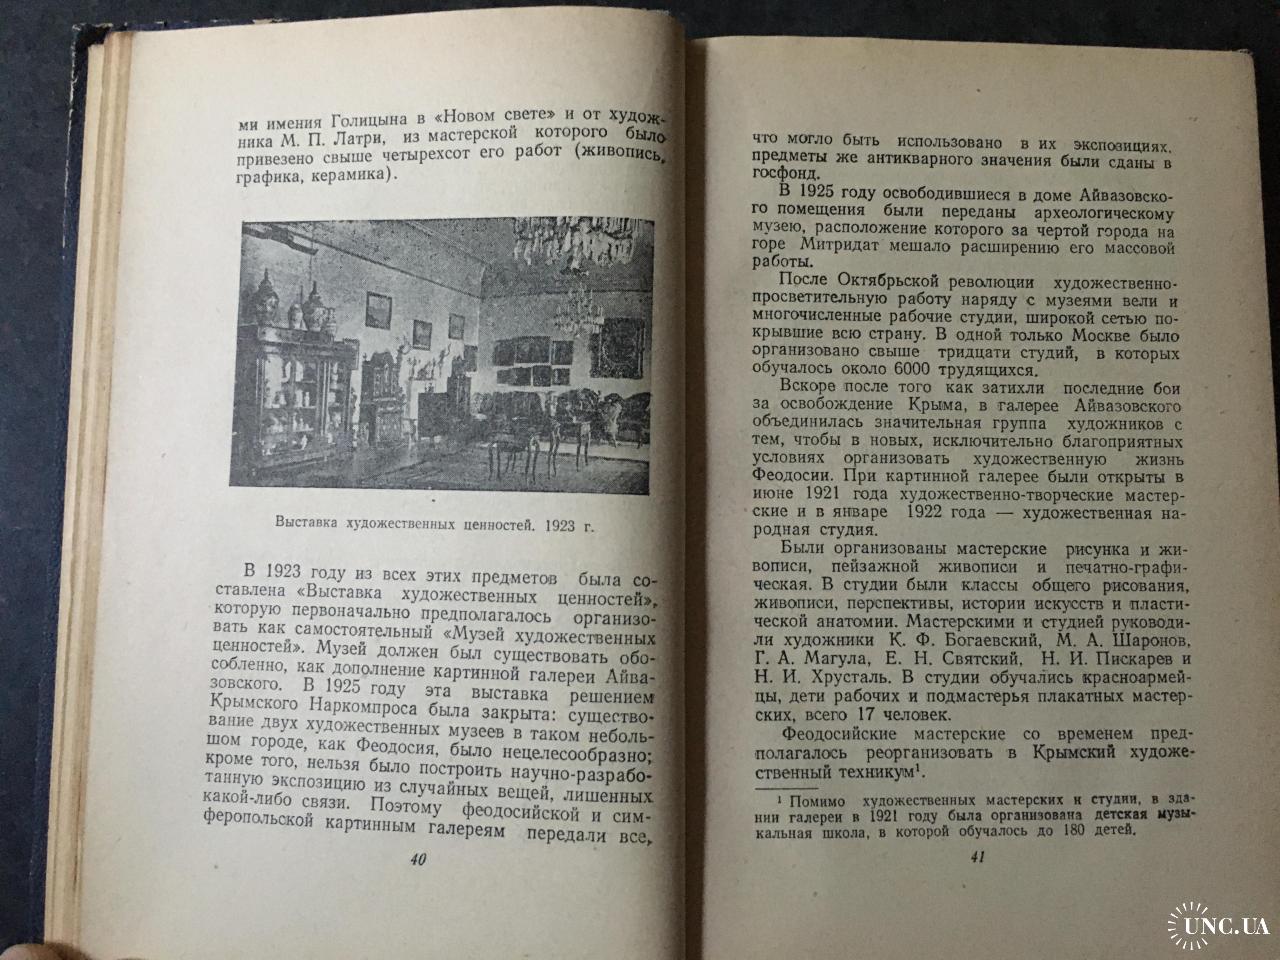 ми имения Голицына в «Новом свете» и от худож-
ника М. П. Латри, из мастерской которого было
привезено свыше четырехсот его работ (живопись,
графика, керамика).
Выставка художественных ценностей. 1923 г.
В 1923 году из всех этих предметов была со-
ставлена «Выставка художественных ценностей»,
которую первоначально предполагалось организо-
вать как самостоятельный «Музей художественных
ценностей». Музей должен был существовать обо-
собленно, как дополнение картинной галереи Айва-
зовского. В 1925 году эта выставка решением
Крымского Наркомпроса была закрыта: существо-
вание двух художественных музеев в таком неболь-
шом городе, как Феодосия, было нецелесообразно;
кроме того, нельзя было построить научно-разрабо-
танную экспозицию из случайных вещей, лишенных
какой-либо связи. Поэтому феодосийской и сим-
феропольской картинным галереям передали все,
40
что могло быть использовано в их экспозициях,
предметы же антикварного значения были сданы в
госфонд.
В 1925 году освободившиеся в доме Айвазовско-
го помещения были переданы археологическому
музею, расположение которого за чертой города на
горе Митридат мешало расширению его массовой
работы.
После Октябрьской революции художественно-
просветительную работу наряду с музеями вели и
многочисленные рабочие студии, широкой сетью по-
крывшие всю страну. В одной только Москве было
организовано свыше тридцати студий, в которых
обучалось около 6000 трудящихся.
Вскоре после того как затихли последние бои
за освобождение Крыма, в галерее Айвазовского
объединилась значительная группа художников с
тем, чтобы в новых, исключительно благоприятных
условиях организовать художественную жизнь
Феодосии. При картинной галерее были открыты в
июне 1921 года художественно-творческие мастер-
ские и в январе 1922 года — художественная на-
родная студия.
Были организованы мастерские рисунка и жи-
вописи, пейзажной живописи и печатно-графи-
ческая. В студии были классы общего рисования,
живописи, перспективы, истории искусств и пласти-
ческой анатомии. Мастерскими и студией руководи-
ли художники К. Ф. Богаевский, М. А. Шаронов,
Г. А. Магула, Е. Н. Святский, Н. И. Пискарев и
Н. И. Хрусталь. В студии обучались красноармей-
цы, дети рабочих и подмастерья плакатных мастер-
ских, всего 17 человек.
Феодосийские мастерские со временем пред-
полагалось реорганизовать в Крымский художе-
ственный техникум¹.
¹ Помимо художественных мастерских и студии, в зда-
нии галереи в 1921 году была организована детская музы-
кальная школа, в которой обучалось до 180 детей.
41
UNC.UA